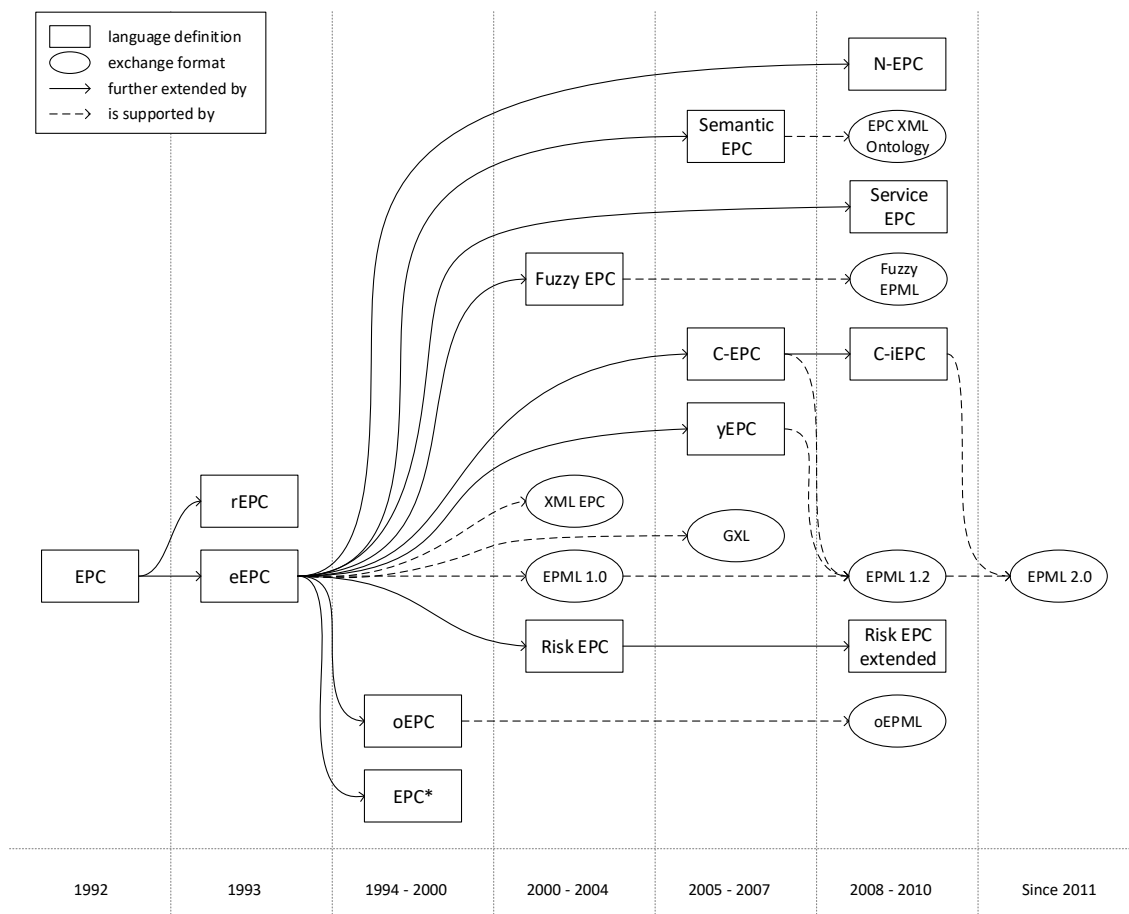 language definition
exchange format
further extended by
is supported by
N-EPC
Semantic
EPC
EPC XML
Ontology
Service
EPC
Fuzzy EPC
Fuzzy
EPML
C-EPC
C-iEPC
yEPC
rEPC
XML EPC
GXL
EPC
eEPC
EPML 1.0
EPML 1.2
EPML 2.0
Risk EPC
Risk EPC
extended
oEPC
oEPML
EPC*
1992
1993
1994 - 2000
2000 - 2004
2005 - 2007
2008 - 2010
Since 2011